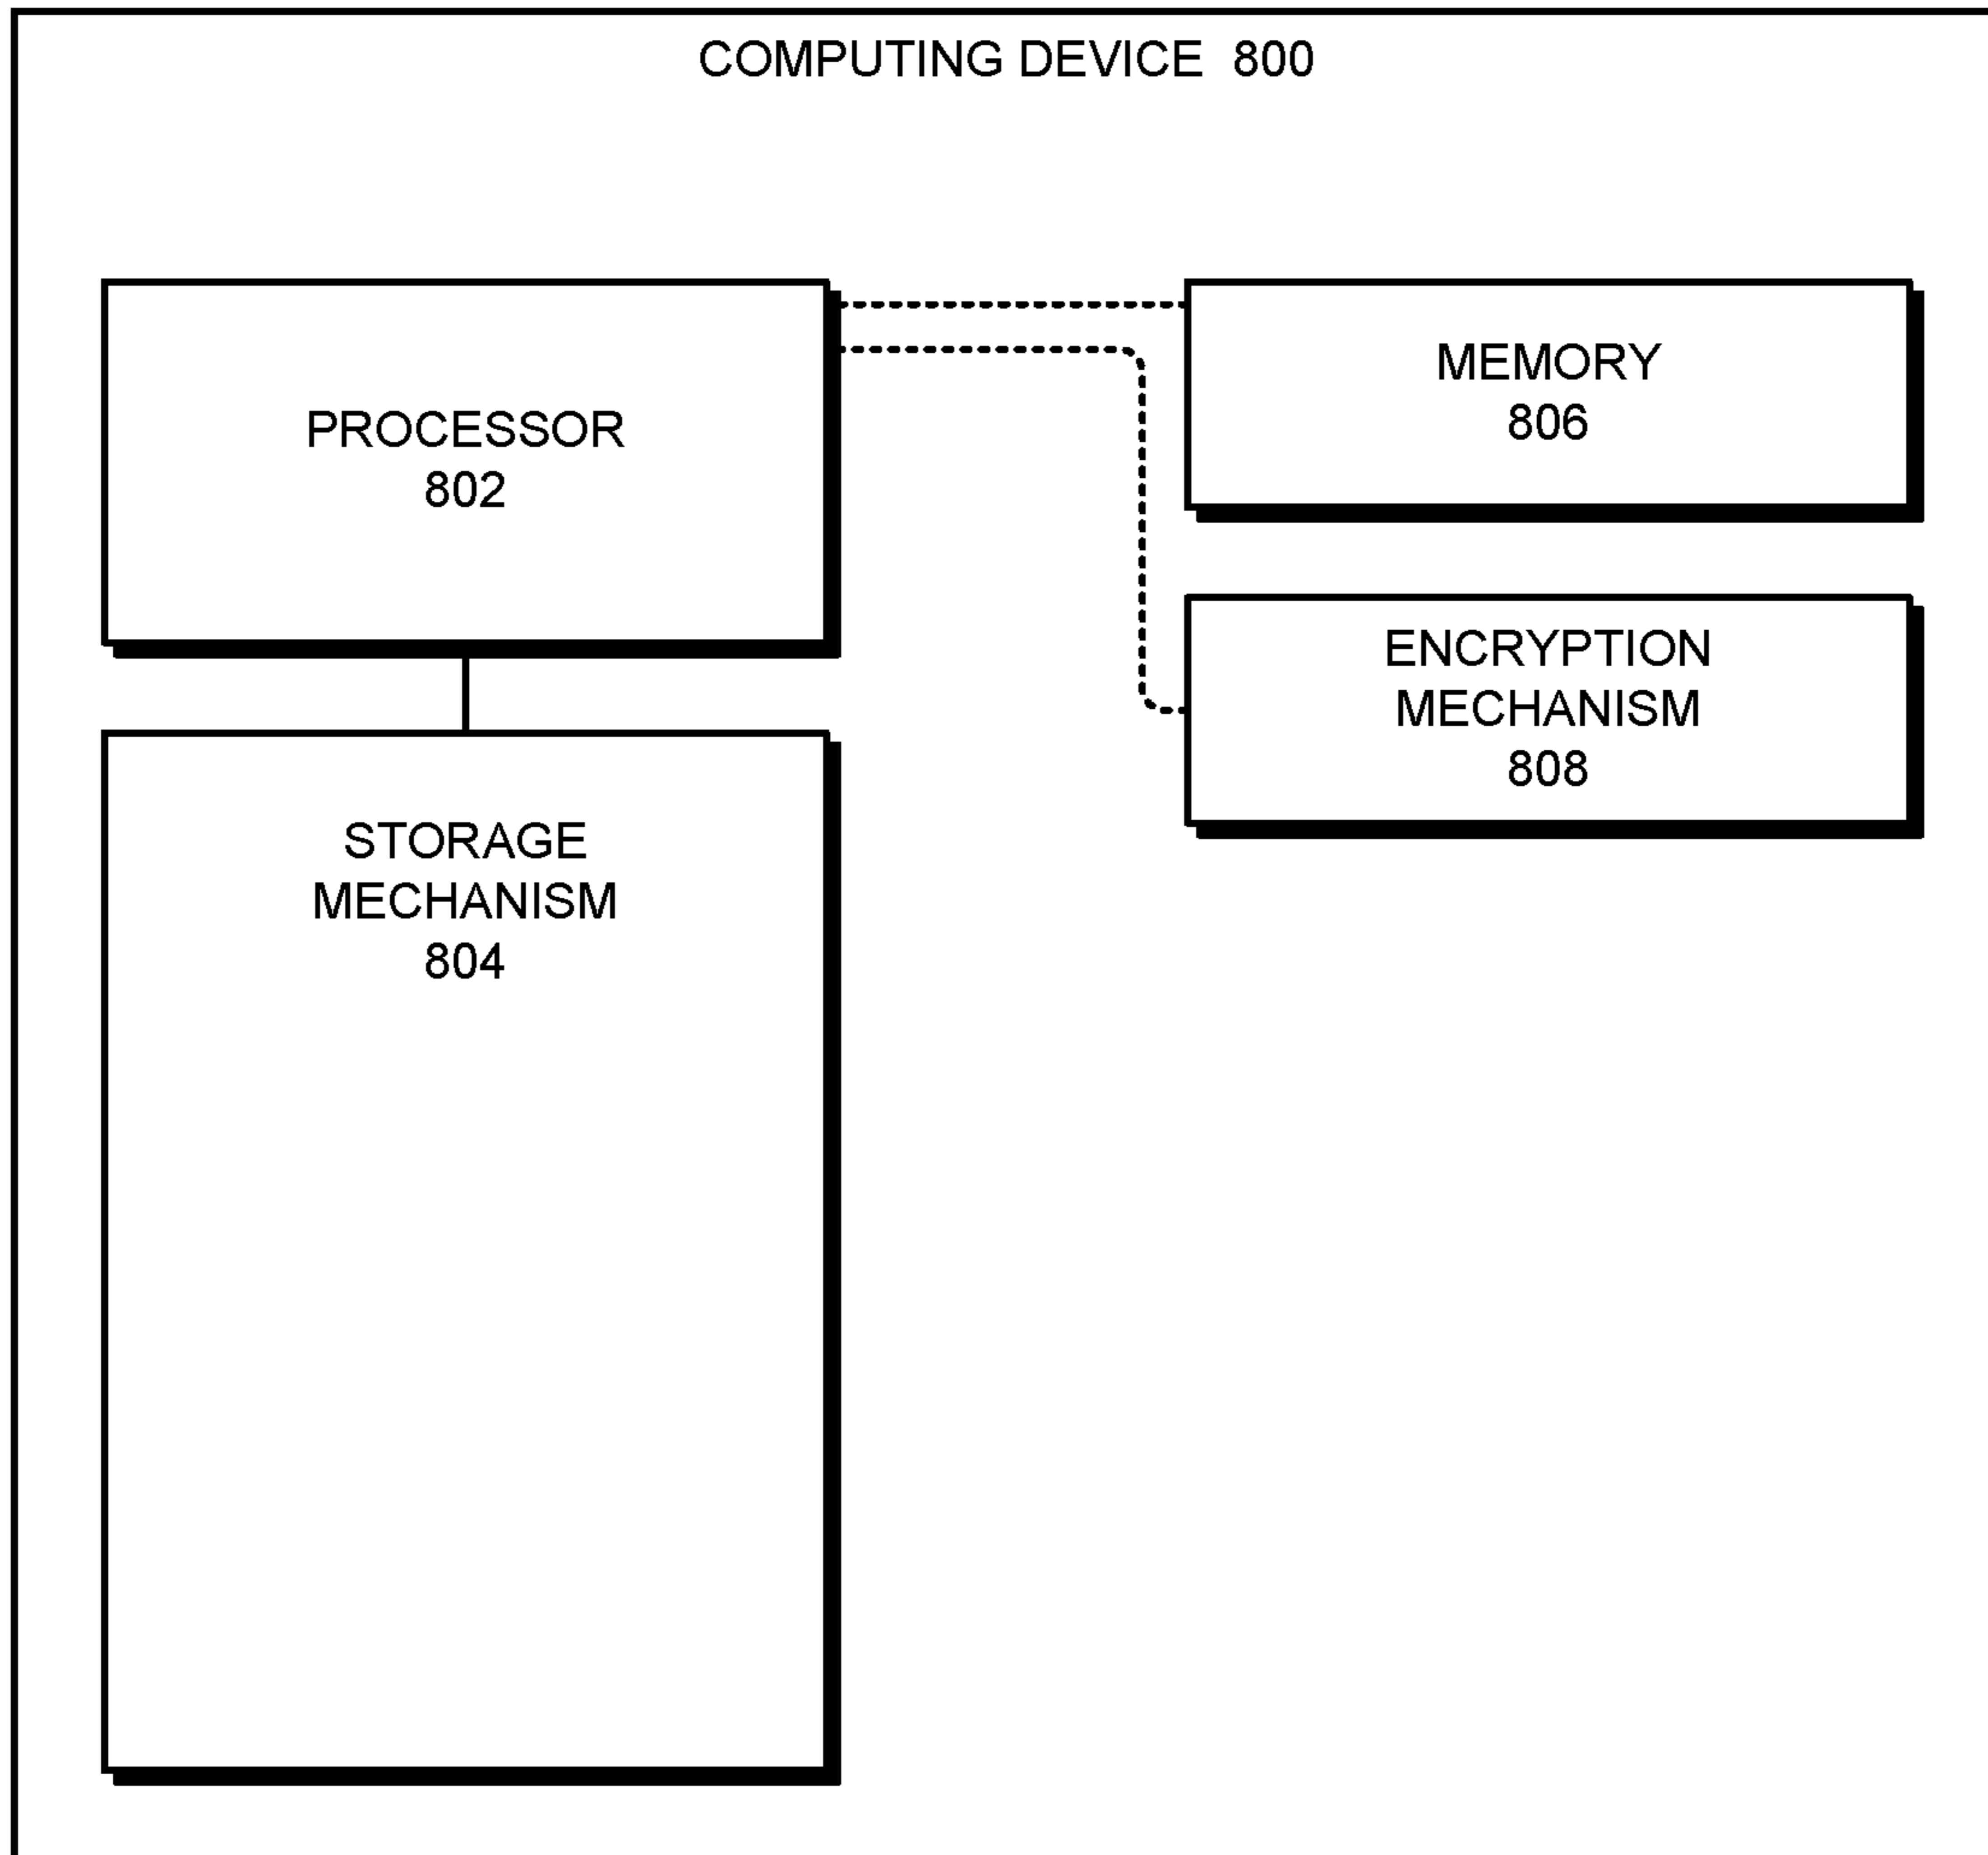 COMPUTING DEVICE 800
PROCESSOR
802
MEMORY
806
ENCRYPTION
MECHANISM
808
STORAGE
MECHANISM
804